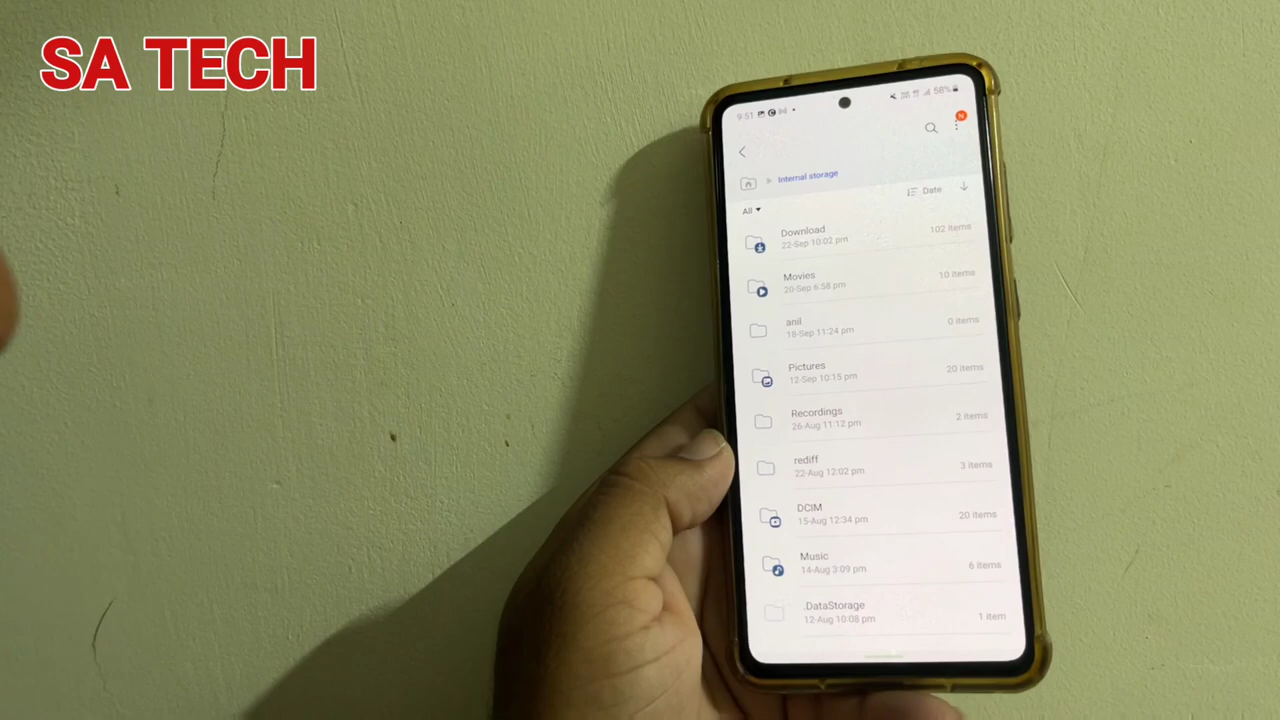 SA TECH
9:51
58%
N
Internal storage
Date
All
Download
22-Sep 10:02 pm
102 items
Movies
20-Sep 6:58 pm
10 items
anil
18-Sep 11:24 pm
0 items
Pictures
12-Sep 10:15 pm
20 items
Recordings
26-Aug 11:12 pm
2 items
rediff
22-Aug 12:02 pm
3 items
DCIM
15-Aug 12:34 pm
20 items
Music
14-Aug 3:09 pm
6 items
.DataStorage
12-Aug 10:08 pm
1 item